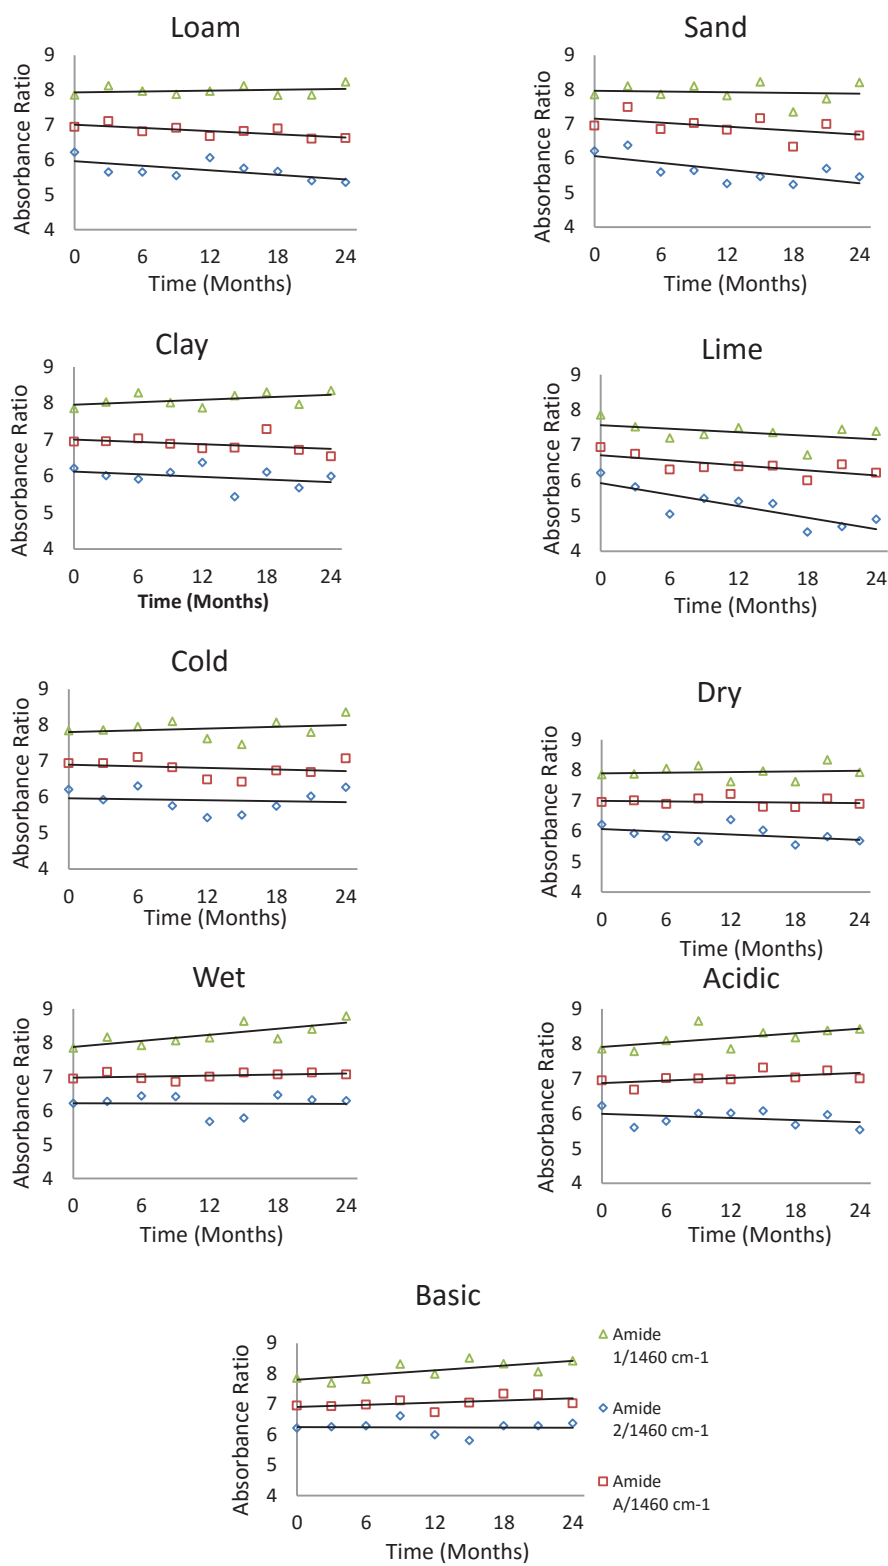 Loam
Absorbance Ratio
9
8
7
6
5
4
0 6 12 18 24
Time (Months)
Sand
Absorbance Ratio
9
8
7
6
5
4
0 6 12 18 24
Time (Months)
Clay
Absorbance Ratio
9
8
7
6
5
4
0 6 12 18 24
Time (Months)
Lime
Absorbance Ratio
9
8
7
6
5
4
0 6 12 18 24
Time (Months)
Cold
Absorbance Ratio
9
8
7
6
5
4
0 6 12 18 24
Time (Months)
Dry
Absorbance Ratio
9
8
7
6
5
4
0 6 12 18 24
Time (Months)
Wet
Absorbance Ratio
9
8
7
6
5
4
0 6 12 18 24
Time (Months)
Acidic
Absorbance Ratio
9
8
7
6
5
4
0 6 12 18 24
Time (Months)
Basic
Absorbance Ratio
9
8
7
6
5
4
0 6 12 18 24
Time (Months)
Amide
1/1460 cm-1
Amide
2/1460 cm-1
Amide
A/1460 cm-1